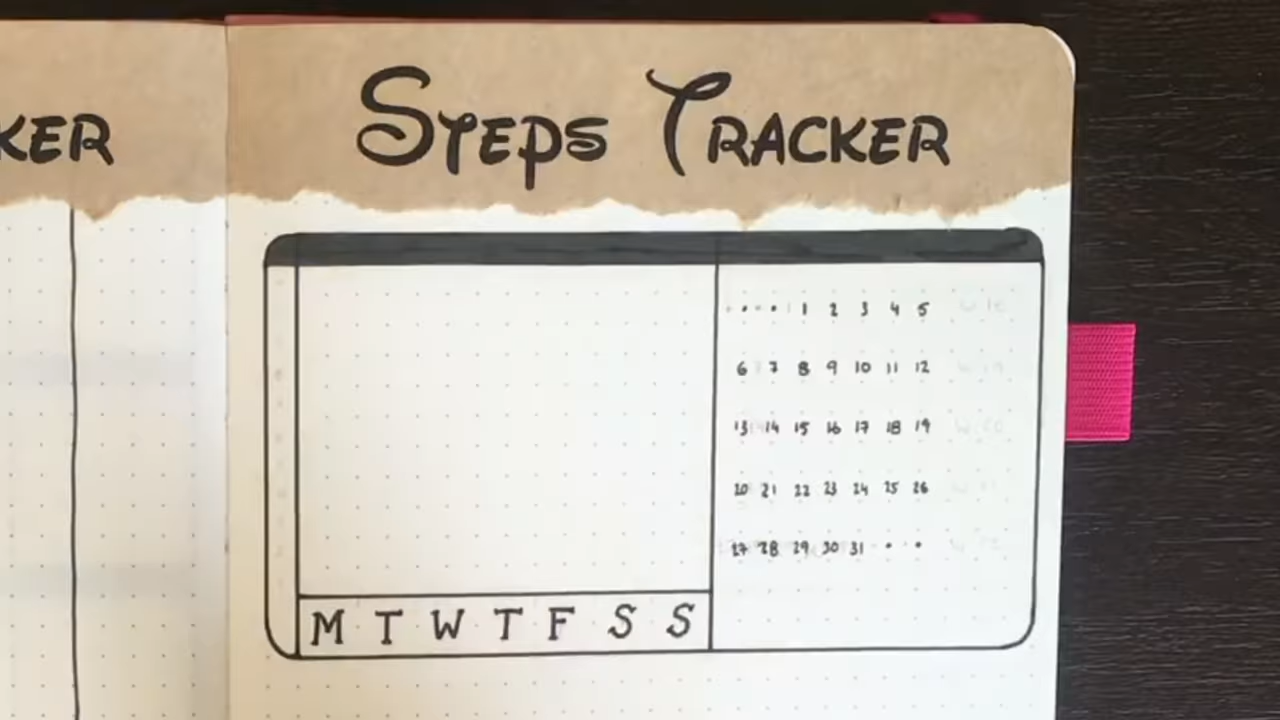 KER
STEPS TRACKER
1 2 3 4 5
6 7 8 9 10 11 12
13 14 15 16 17 18 19
20 21 22 23 24 25 26
27 28 29 30 31
M T W T F S S